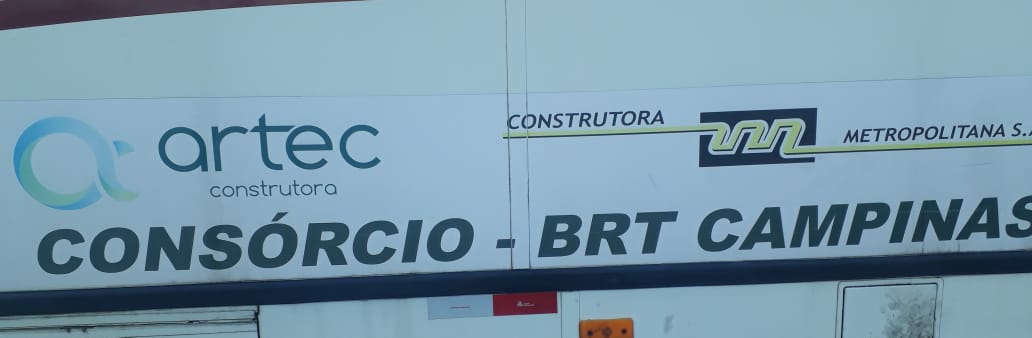 artec
construtora
CONSTRUTORA
METROPOLITANA S.A
CONSÓRCIO - BRT CAMPINAS